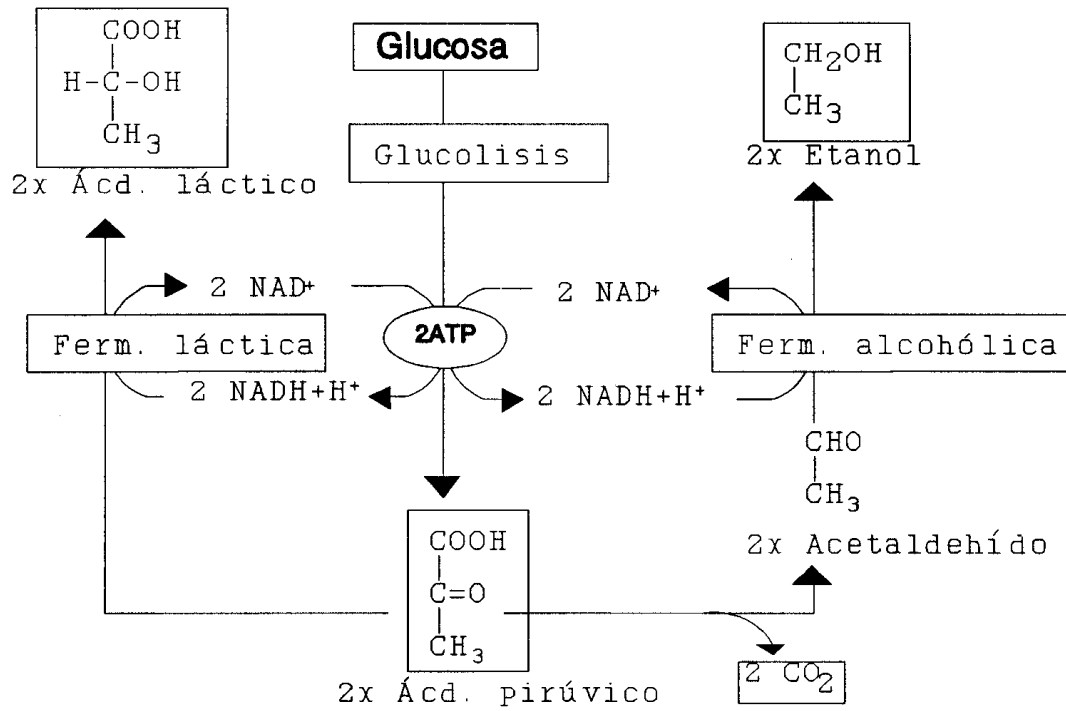 COOH
H-C-OH
CH3
2x Ácd. láctico
Glucosa
Glucolisis
CH2OH
CH3
2x Etanol
2 NAD+
2 NAD+
Ferm. láctica
2ATP
Ferm. alcohólica
2 NADH+H+
2 NADH+H+
CHO
CH3
2x Acetaldehído
COOH
C=O
CH3
2x Ácd. pirúvico
2 CO2